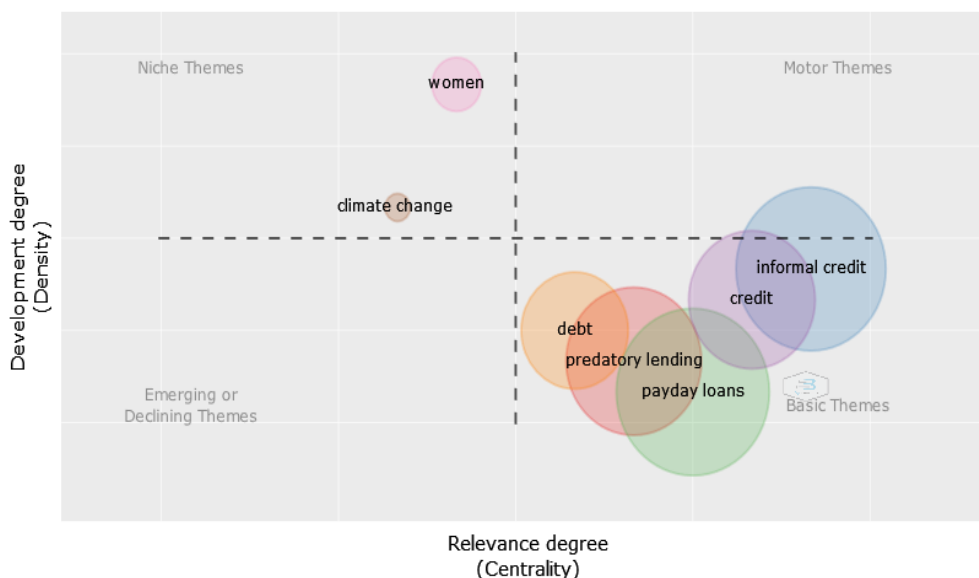 Niche Themes
Motor Themes
women
climate change
informal credit
credit
debt
predatory lending
payday loans
Emerging or
Declining Themes
Basic Themes
Development degree
(Density)
Relevance degree
(Centrality)